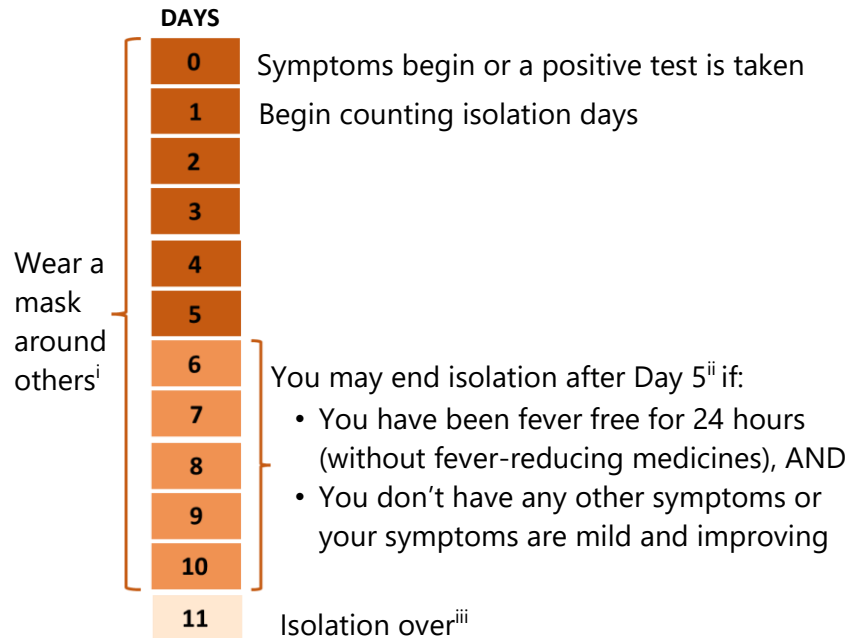 DAYS
0 Symptoms begin or a positive test is taken
1 Begin counting isolation days
2
3
4
5
Wear a
mask
around
othersⁱ
6
7
8
9
10
You may end isolation after Day 5ⁱⁱ if:
• You have been fever free for 24 hours
(without fever-reducing medicines), AND
• You don’t have any other symptoms or
your symptoms are mild and improving
11 Isolation overⁱⁱⁱ